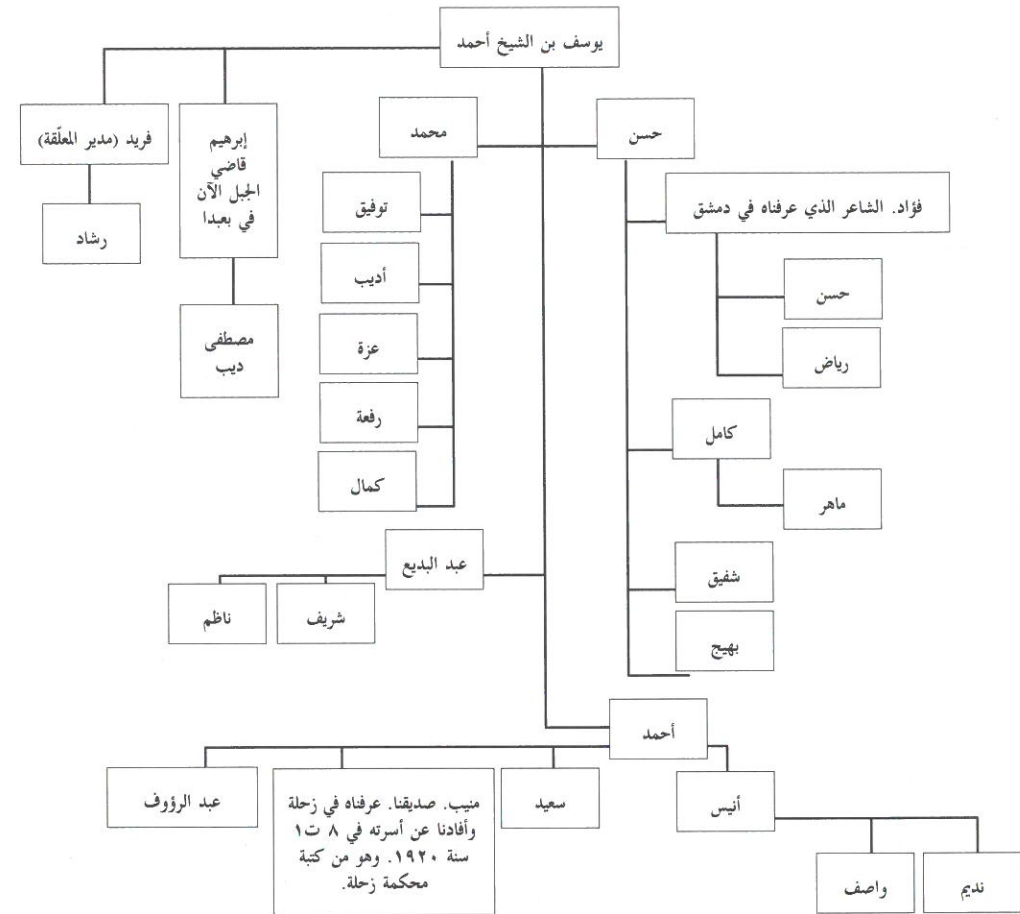 يوسف بن الشيخ أحمد
حسن
محمد
إبرهيم
قاضي
الجبل الآن
في بعبدا
فريد (مدير المعلّقة)
رشاد
مصطفى
ديب
فؤاد. الشاعر الذي عرفناه في دمشق
حسن
رياض
كامل
ماهر
شفيق
بهيج
توفيق
أديب
عزة
رفعة
كمال
عبد البديع
شريف
ناظم
أحمد
أنيس
سعيد
منيب. صديقنا. عرفناه في زحلة
وأفادنا عن أسرته في ٨ ت١
سنة ١٩٢٠. وهو من كتبة
محكمة زحلة.
عبد الرؤوف
نديم
واصف